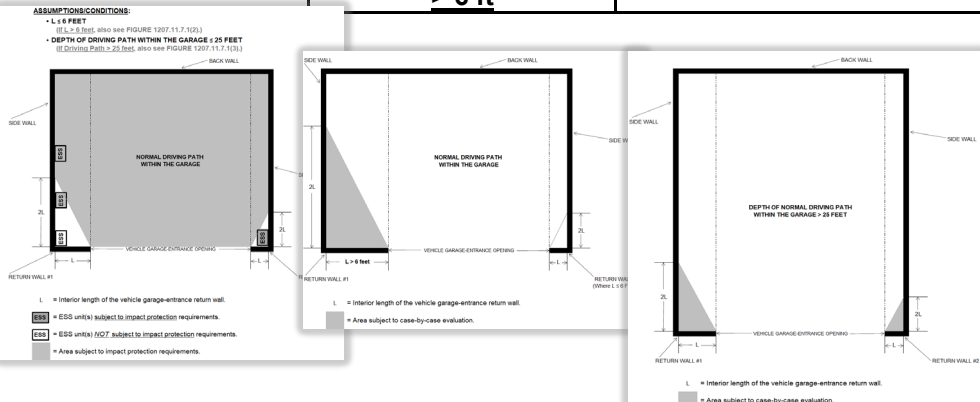 > 6 ft
ASSUMPTIONS/CONDITIONS:
• L ≤ 6 FEET
(If L > 6 feet, also see FIGURE 1207.11.7.1(2).)
• DEPTH OF DRIVING PATH WITHIN THE GARAGE ≤ 25 FEET
(If Driving Path > 25 feet, also see FIGURE 1207.11.7.1(3).)
BACK WALL
SIDE WALL
ESS
NORMAL DRIVING PATH
WITHIN THE GARAGE
2L
ESS
ESS
ESS
2L
VEHICLE GARAGE-ENTRANCE OPENING
L
L
RETURN WALL #1
L = Interior length of the vehicle garage-entrance return wall.
ESS = ESS unit(s) subject to impact protection requirements.
ESS = ESS unit(s) NOT subject to impact protection requirements.
= Area subject to impact protection requirements.
SIDE WALL
BACK WALL
SIDE W
NORMAL DRIVING PATH
WITHIN THE GARAGE
2L
2L
VEHICLE GARAGE-ENTRANCE OPENING
L > 6 feet
L
RETURN WALL #1
RETURN WA
(Where L ≤ 6 F
L = Interior length of the vehicle garage-entrance return wall.
= Area subject to case-by-case evaluation.
BACK WALL
SIDE WALL
SIDE WALL
DEPTH OF NORMAL DRIVING PATH
WITHIN THE GARAGE > 25 FEET
2L
2L
VEHICLE GARAGE-ENTRANCE OPENING
L
L
RETURN WALL #1
RETURN WALL #2
L = Interior length of the vehicle garage-entrance return wall.
= Area subject to case-by-case evaluation.